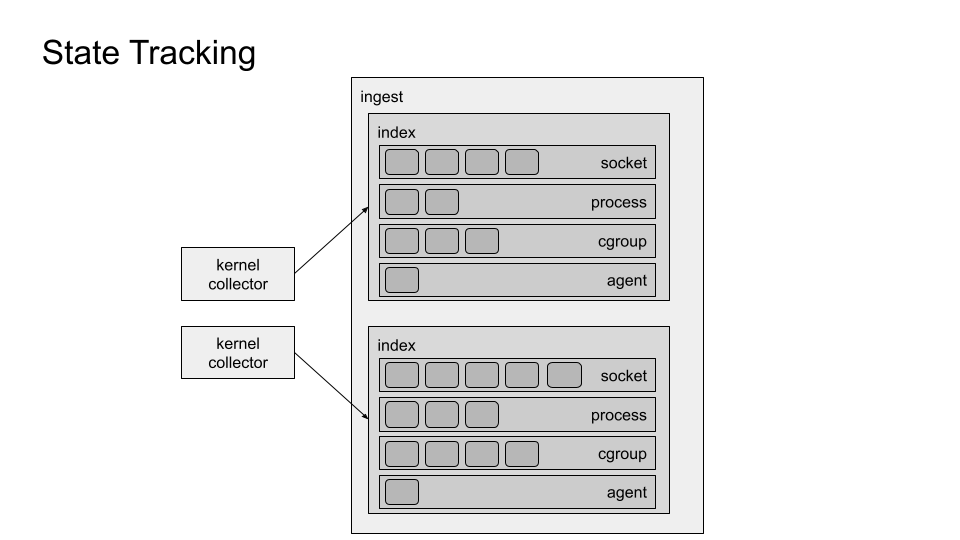 State Tracking
ingest
index
socket
process
cgroup
agent
kernel
collector
kernel
collector
index
socket
process
cgroup
agent